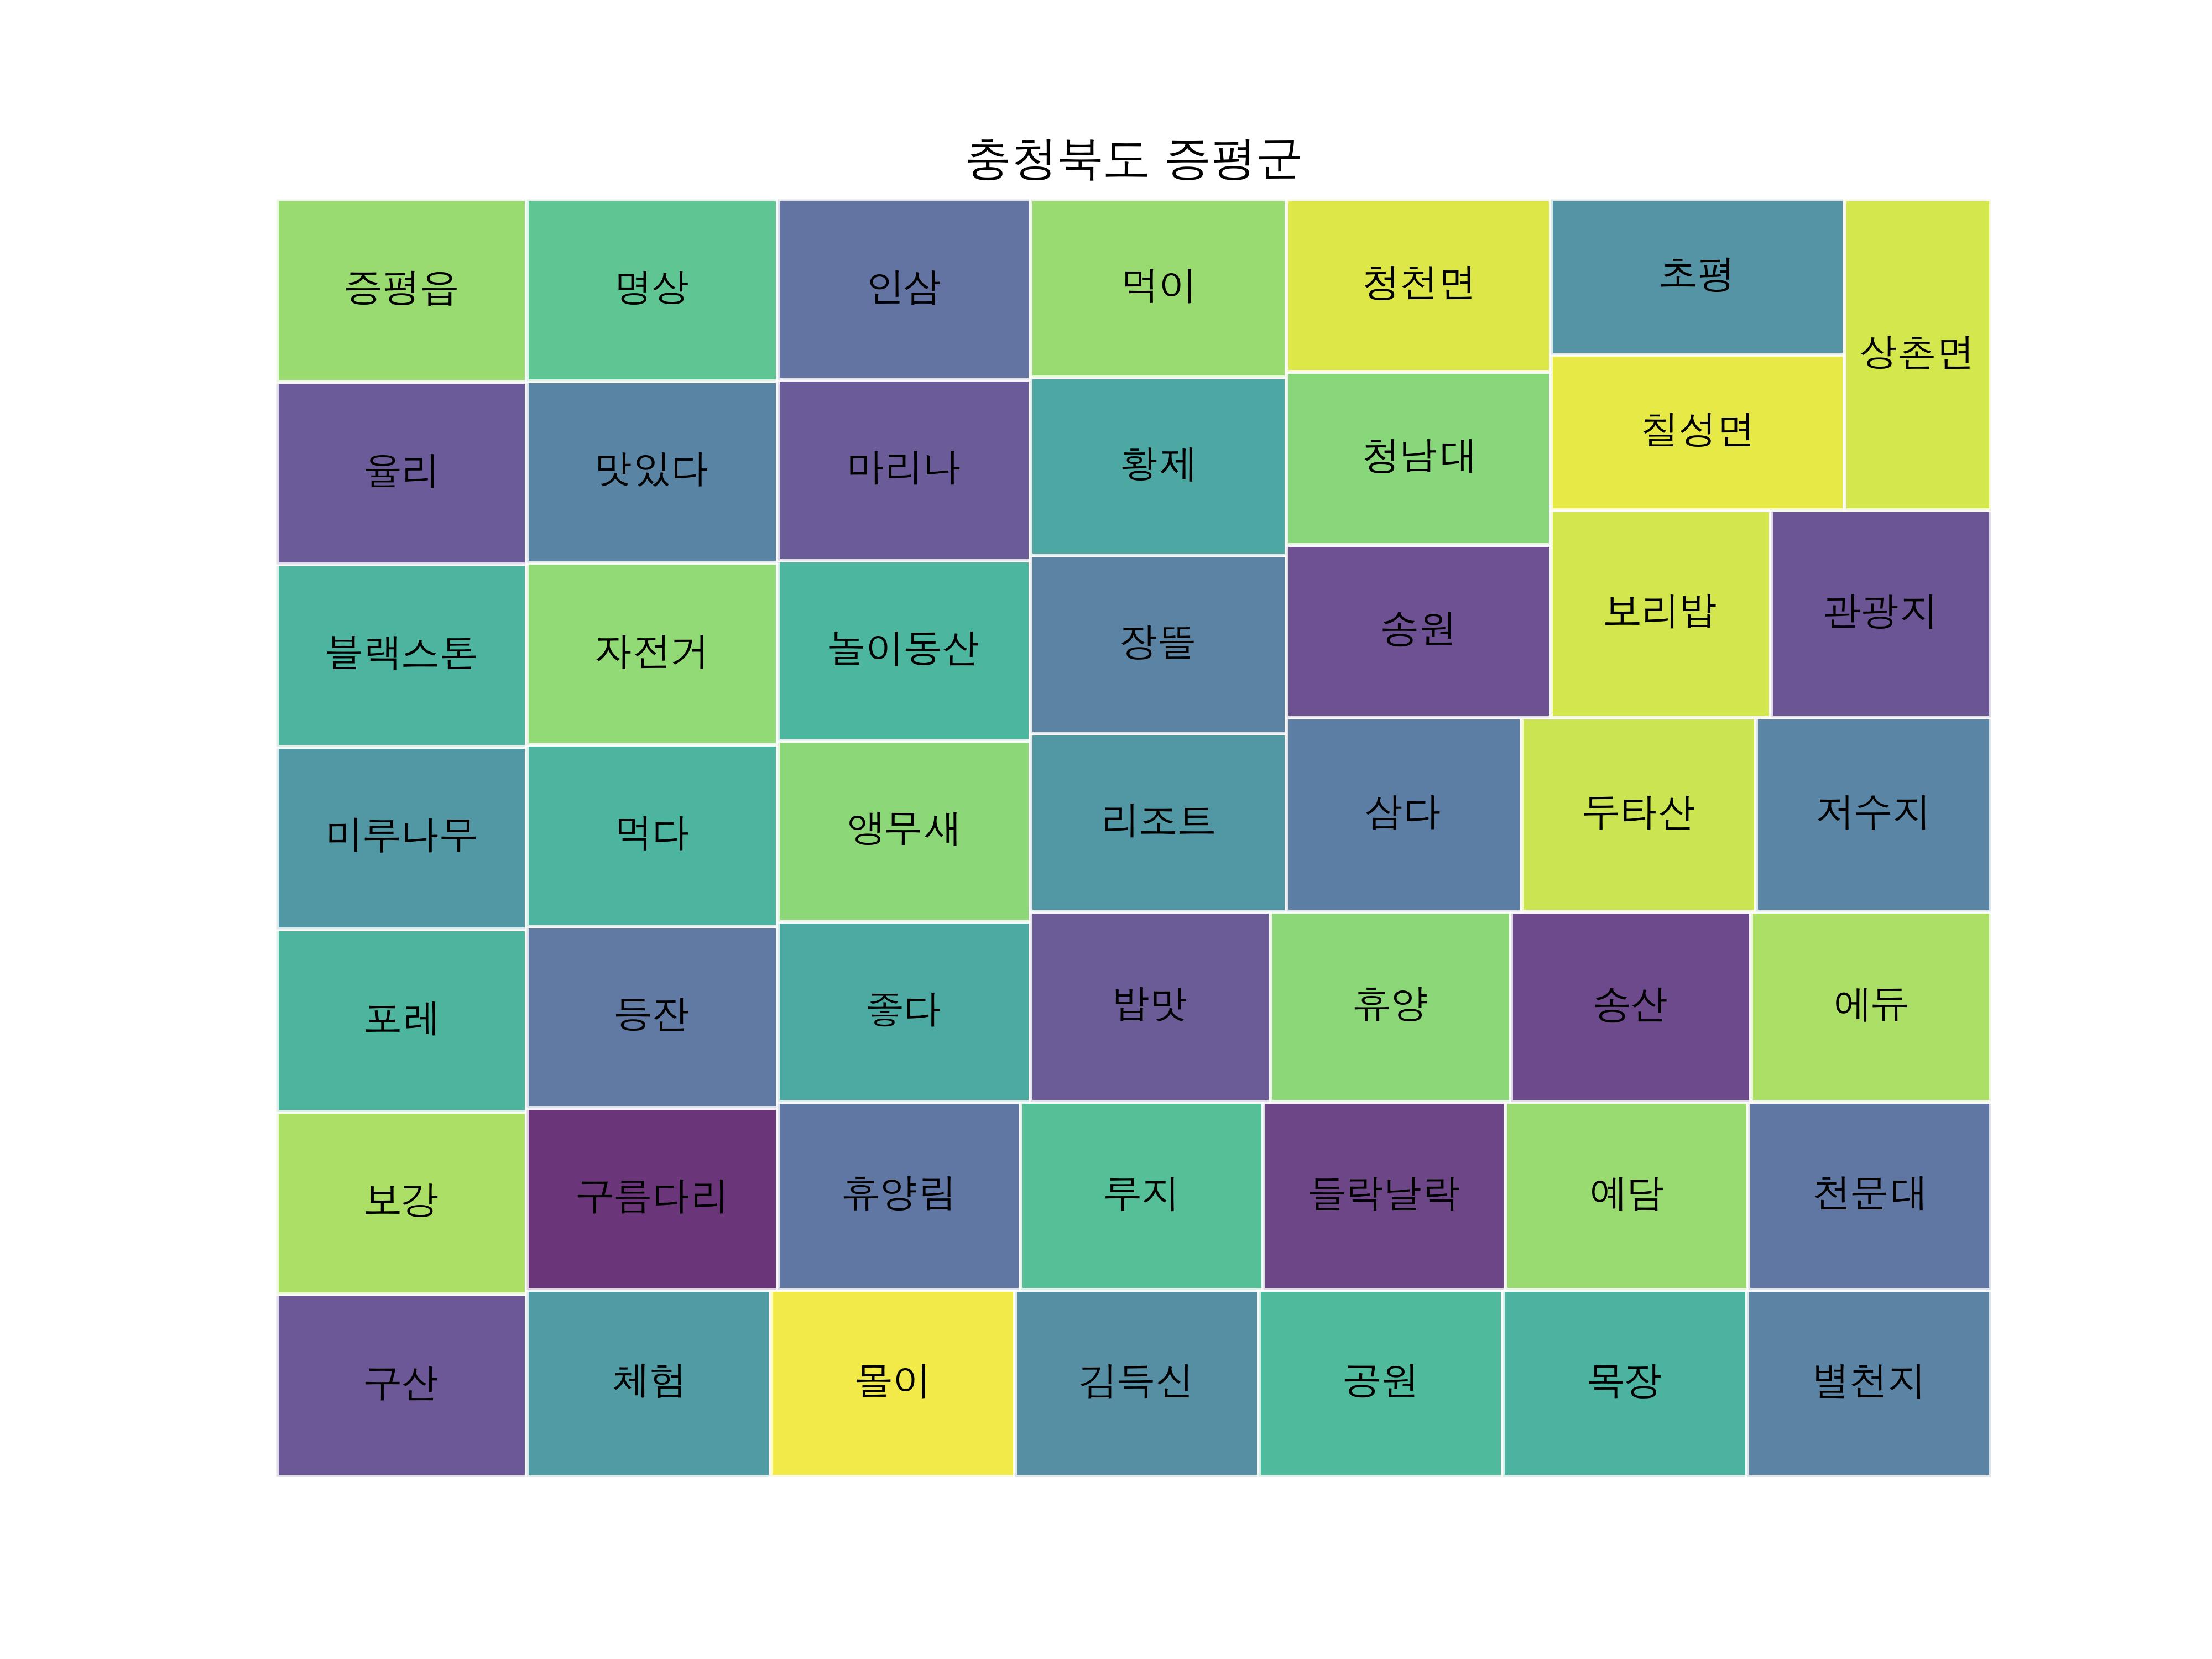 충청북도 증평군
증평읍
명상
인삼
먹이
청천면
초평
상촌면
칠성면
율리
맛있다
마리나
황제
청남대
보리밥
관광지
블랙스톤
자전거
놀이동산
장뜰
송원
미루나무
먹다
앵무새
리조트
삼다
두타산
저수지
포레
등잔
좋다
밥맛
휴양
송산
에듀
보강
구름다리
휴양림
루지
들락날락
예담
천문대
구산
체험
몰이
김득신
공원
목장
별천지